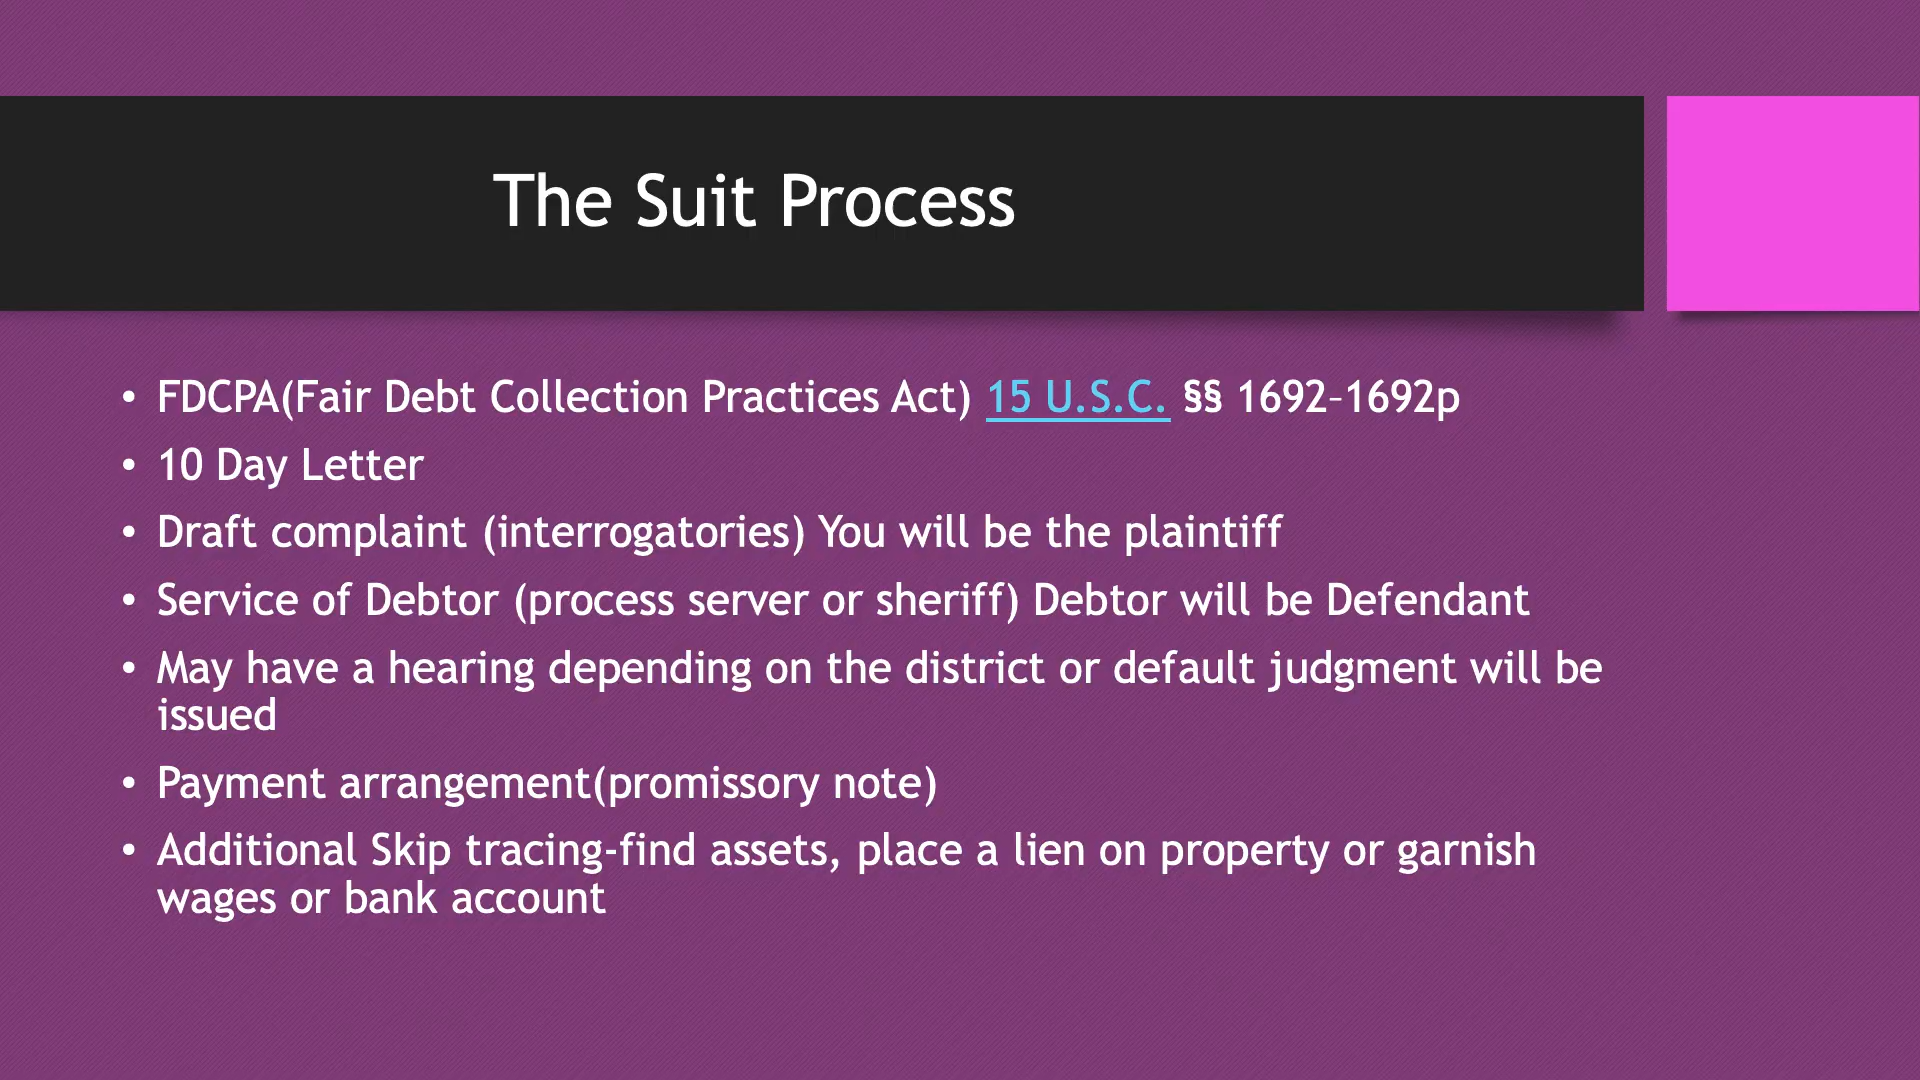 The Suit Process
• FDCPA(Fair Debt Collection Practices Act) 15 U.S.C. §§ 1692–1692p
• 10 Day Letter
• Draft complaint (interrogatories) You will be the plaintiff
• Service of Debtor (process server or sheriff) Debtor will be Defendant
• May have a hearing depending on the district or default judgment will be
issued
• Payment arrangement(promissory note)
• Additional Skip tracing-find assets, place a lien on property or garnish
wages or bank account